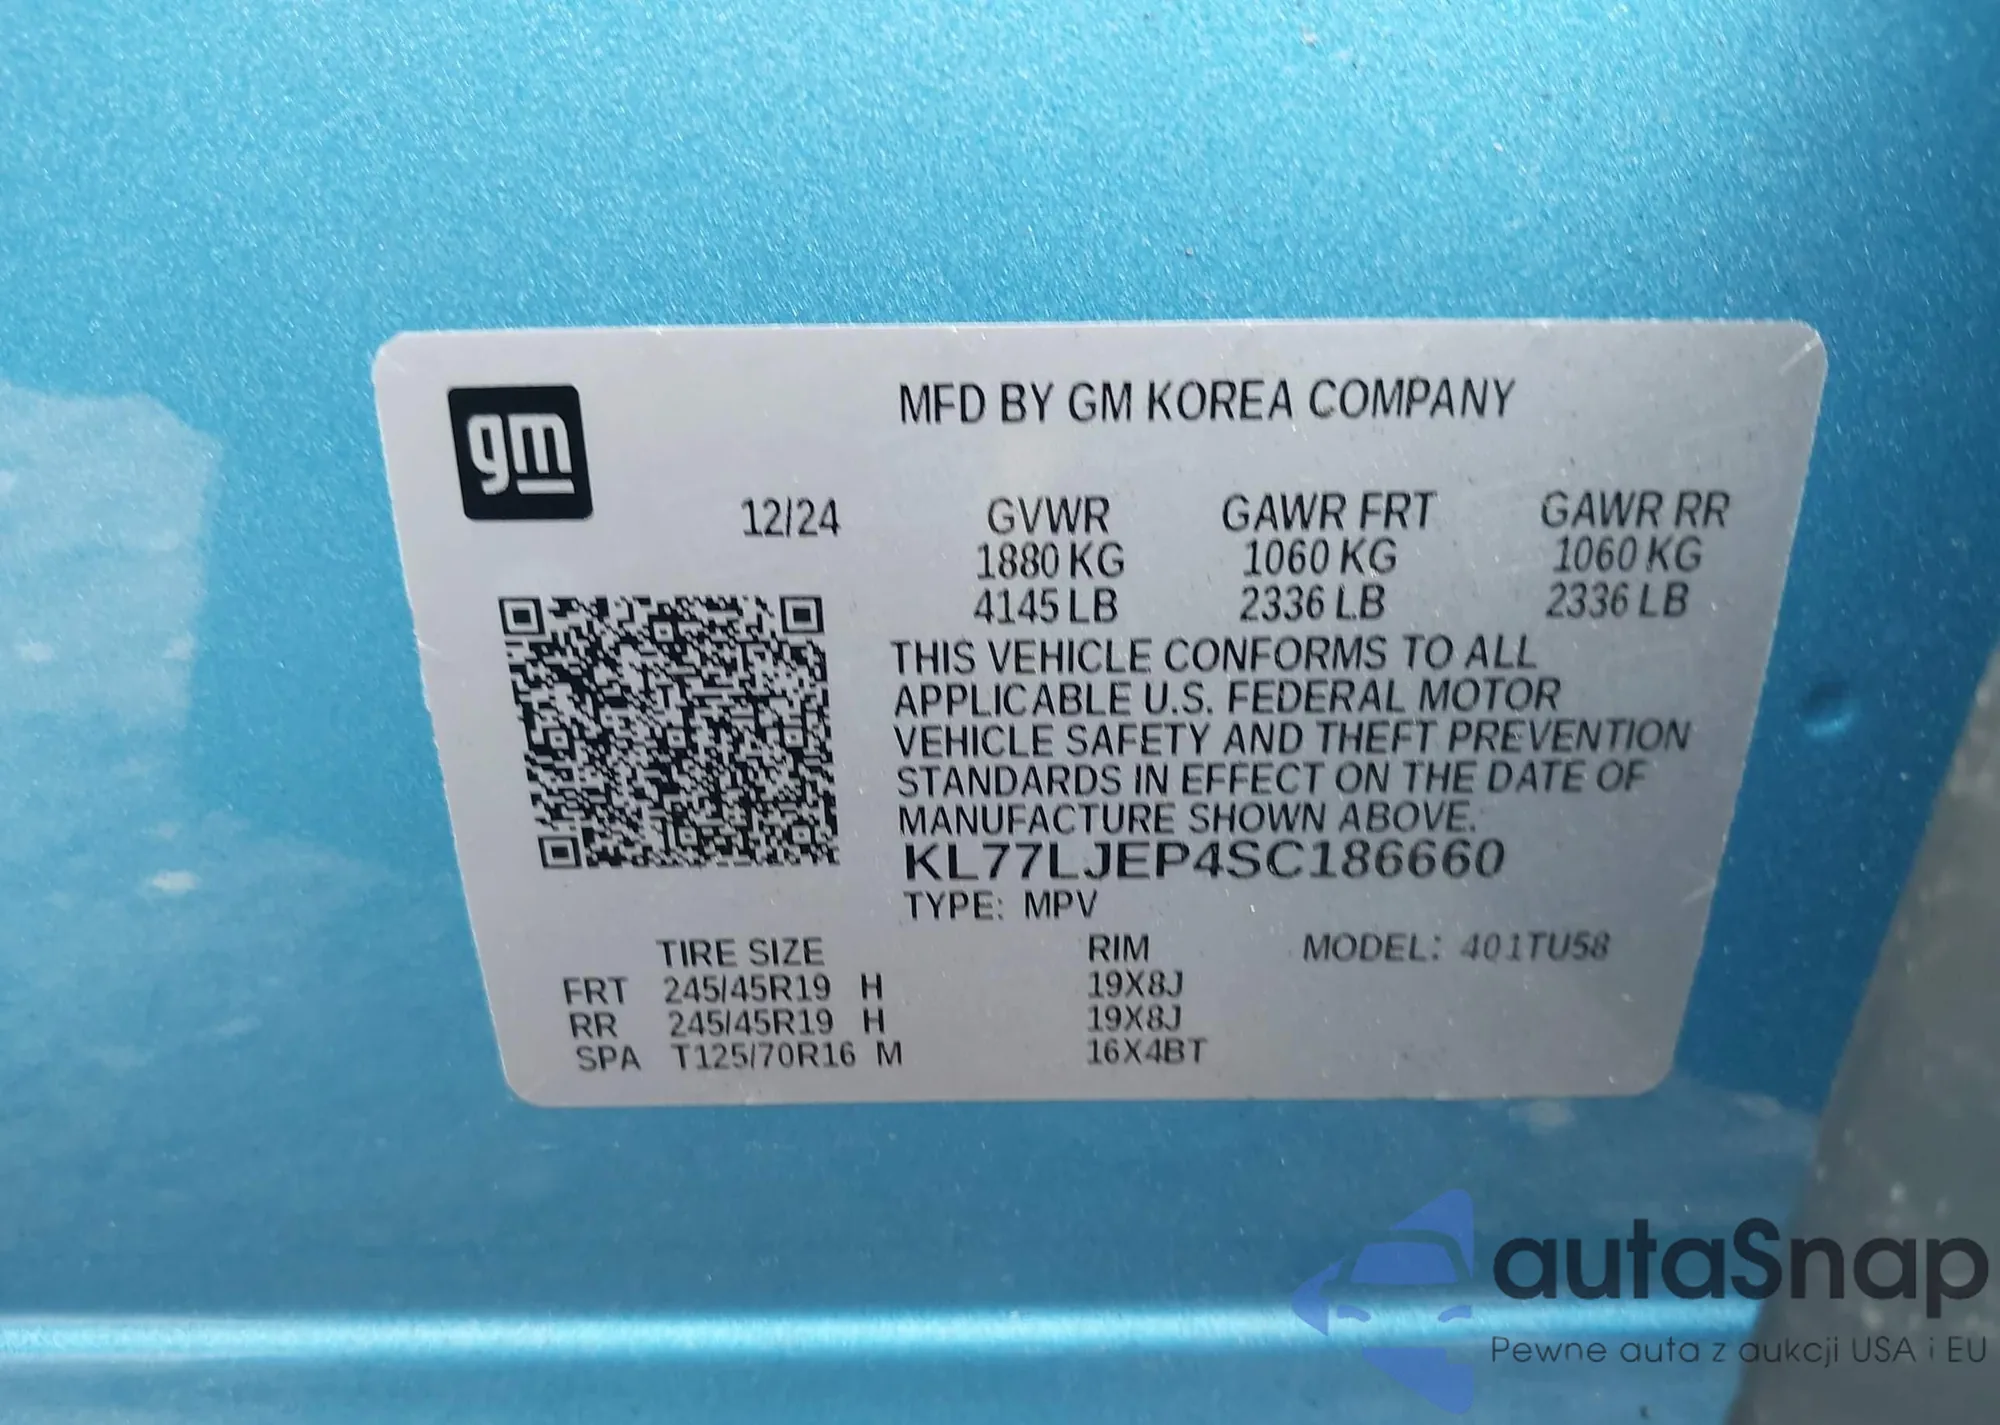 gm
MFD BY GM KOREA COMPANY
12/24 GVWR GAWR FRT GAWR RR
1880 KG 1060 KG 1060 KG
4145 LB 2336 LB 2336 LB
THIS VEHICLE CONFORMS TO ALL
APPLICABLE U.S. FEDERAL MOTOR
VEHICLE SAFETY AND THEFT PREVENTION
STANDARDS IN EFFECT ON THE DATE OF
MANUFACTURE SHOWN ABOVE.
KL77LJEP4SC186660
TYPE: MPV
TIRE SIZE RIM MODEL: 401TU58
FRT 245/45R19 H 19X8J
RR 245/45R19 H 19X8J
SPA T125/70R16 M 16X4BT
autaSnap
Pewne auta z aukcji USA i EU